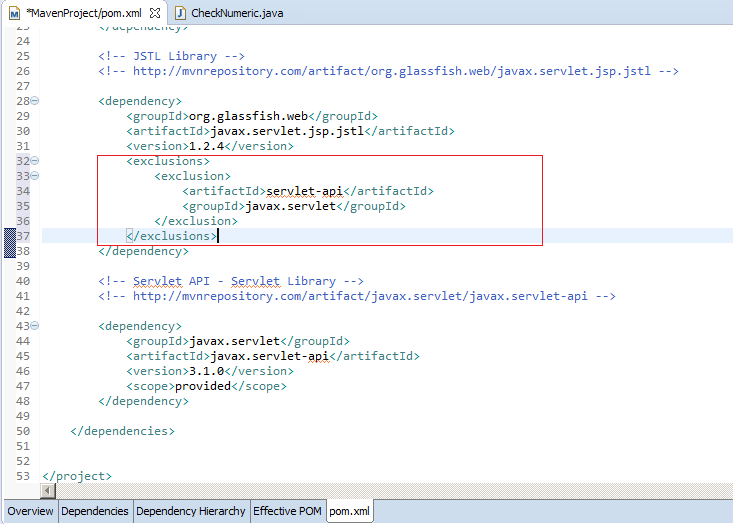 *MavenProject/pom.xml CheckNumeric.java
23 </dependency>
24
25 <!-- JSTL Library -->
26 <!-- http://mvnrepository.com/artifact/org.glassfish.web/javax.servlet.jsp.jstl -->
27
28 <dependency>
29 <groupId>org.glassfish.web</groupId>
30 <artifactId>javax.servlet.jsp.jstl</artifactId>
31 <version>1.2.4</version>
32 <exclusions>
33 <exclusion>
34 <artifactId>servlet-api</artifactId>
35 <groupId>javax.servlet</groupId>
36 </exclusion>
37 </exclusions>
38 </dependency>
39
40 <!-- Servlet API - Servlet Library -->
41 <!-- http://mvnrepository.com/artifact/javax.servlet/javax.servlet-api -->
42
43 <dependency>
44 <groupId>javax.servlet</groupId>
45 <artifactId>javax.servlet-api</artifactId>
46 <version>3.1.0</version>
47 <scope>provided</scope>
48 </dependency>
49
50 </dependencies>
51
52
53 </project>
Overview Dependencies Dependency Hierarchy Effective POM pom.xml